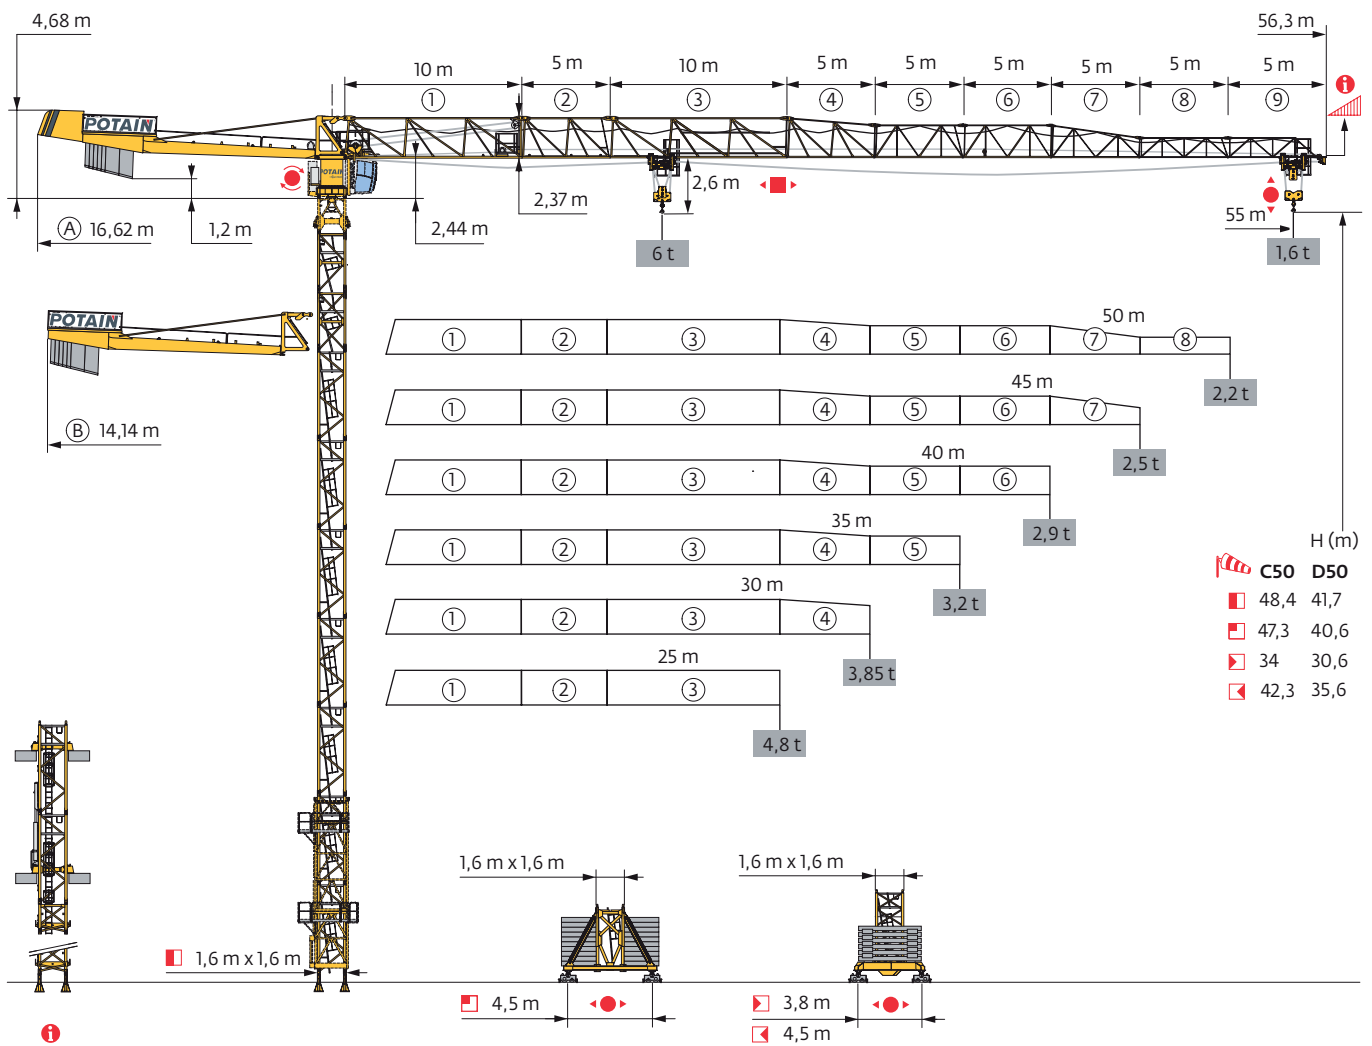 4,68 m
56,3 m
10 m
5 m
10 m
5 m
5 m
5 m
5 m
5 m
5 m
1
2
3
4
5
6
7
8
9
i
POTAIN
POTAIN
2,6 m
2,37 m
A 16,62 m
1,2 m
2,44 m
55 m
6 t
1,6 t
POTAIN
50 m
1 2 3 4 5 6 7 8
2,2 t
45 m
1 2 3 4 5 6 7
B 14,14 m
2,5 t
40 m
1 2 3 4 5 6
2,9 t
35 m
1 2 3 4 5
3,2 t
30 m
1 2 3 4
3,85 t
25 m
1 2 3
4,8 t
H (m)
C50 D50
48,4 41,7
47,3 40,6
34 30,6
42,3 35,6
1,6 m x 1,6 m
1,6 m x 1,6 m
1,6 m x 1,6 m
4,5 m
3,8 m
4,5 m
i